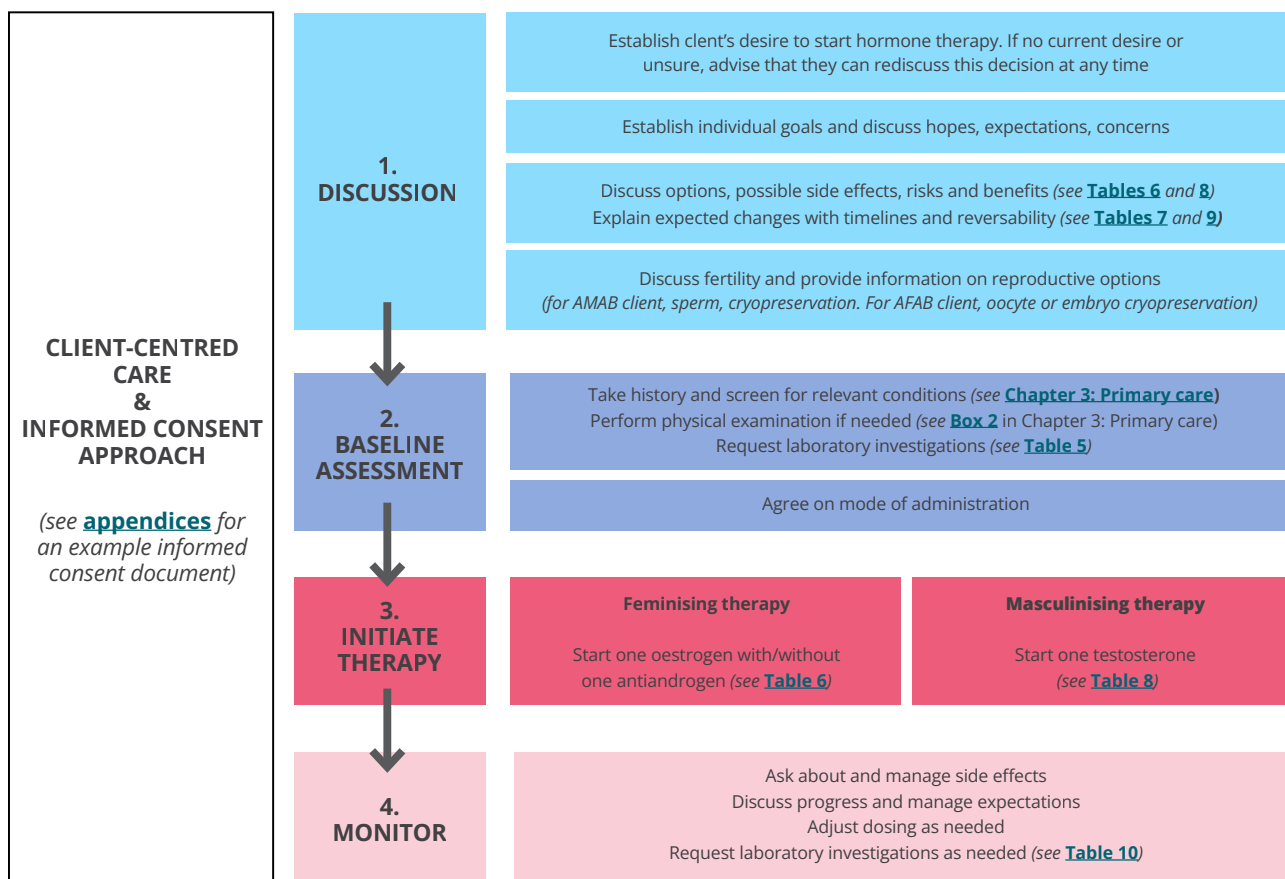 CLIENT-CENTRED
CARE
&
INFORMED CONSENT
APPROACH
(see appendices for
an example informed
consent document)
1.
DISCUSSION
Establish clent's desire to start hormone therapy. If no current desire or
unsure, advise that they can rediscuss this decision at any time
Establish individual goals and discuss hopes, expectations, concerns
Discuss options, possible side effects, risks and benefits (see Tables 6 and 8)
Explain expected changes with timelines and reversability (see Tables 7 and 9)
Discuss fertility and provide information on reproductive options
(for AMAB client, sperm, cryopreservation. For AFAB client, oocyte or embryo cryopreservation)
2.
BASELINE
ASSESSMENT
Take history and screen for relevant conditions (see Chapter 3: Primary care)
Perform physical examination if needed (see Box 2 in Chapter 3: Primary care)
Request laboratory investigations (see Table 5)
Agree on mode of administration
3.
INITIATE
THERAPY
Feminising therapy
Start one oestrogen with/without
one antiandrogen (see Table 6)
Masculinising therapy
Start one testosterone
(see Table 8)
4.
MONITOR
Ask about and manage side effects
Discuss progress and manage expectations
Adjust dosing as needed
Request laboratory investigations as needed (see Table 10)